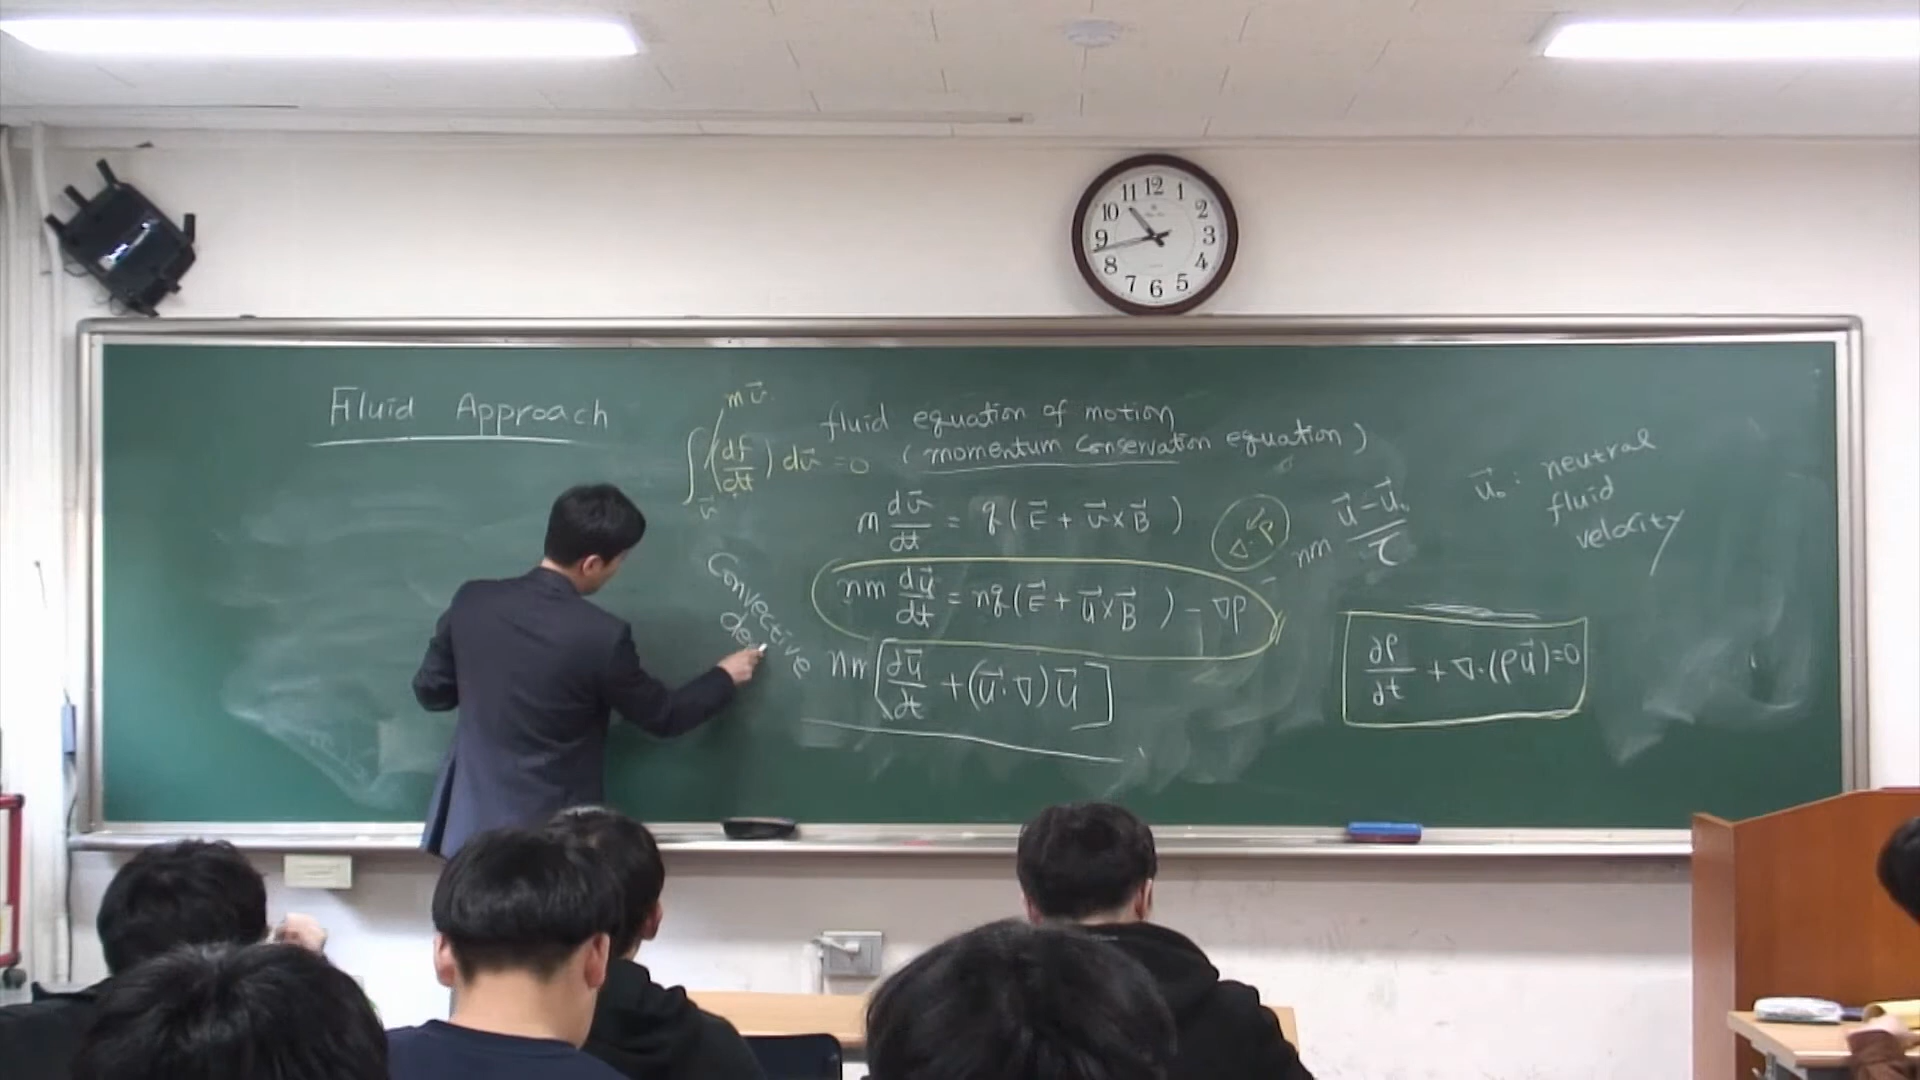 Fluid Approach
m v⃗
∫v⃗ (df/dt) dv⃗ = 0
fluid equation of motion
(momentum conservation equation)
m dv⃗/dt = q(E⃗ + v⃗×B⃗)
∇·P⃗
nm (u⃗-u⃗₀)/τ
u⃗₀: neutral
fluid
velocity
nm du⃗/dt = nq(E⃗ + u⃗×B⃗) - ∇p -
Convective
de
nm[∂u⃗/∂t + (u⃗·∇)u⃗]
∂ρ/∂t + ∇·(ρu⃗)=0
11 12 1
10 2
9 3
8 4
7 6 5